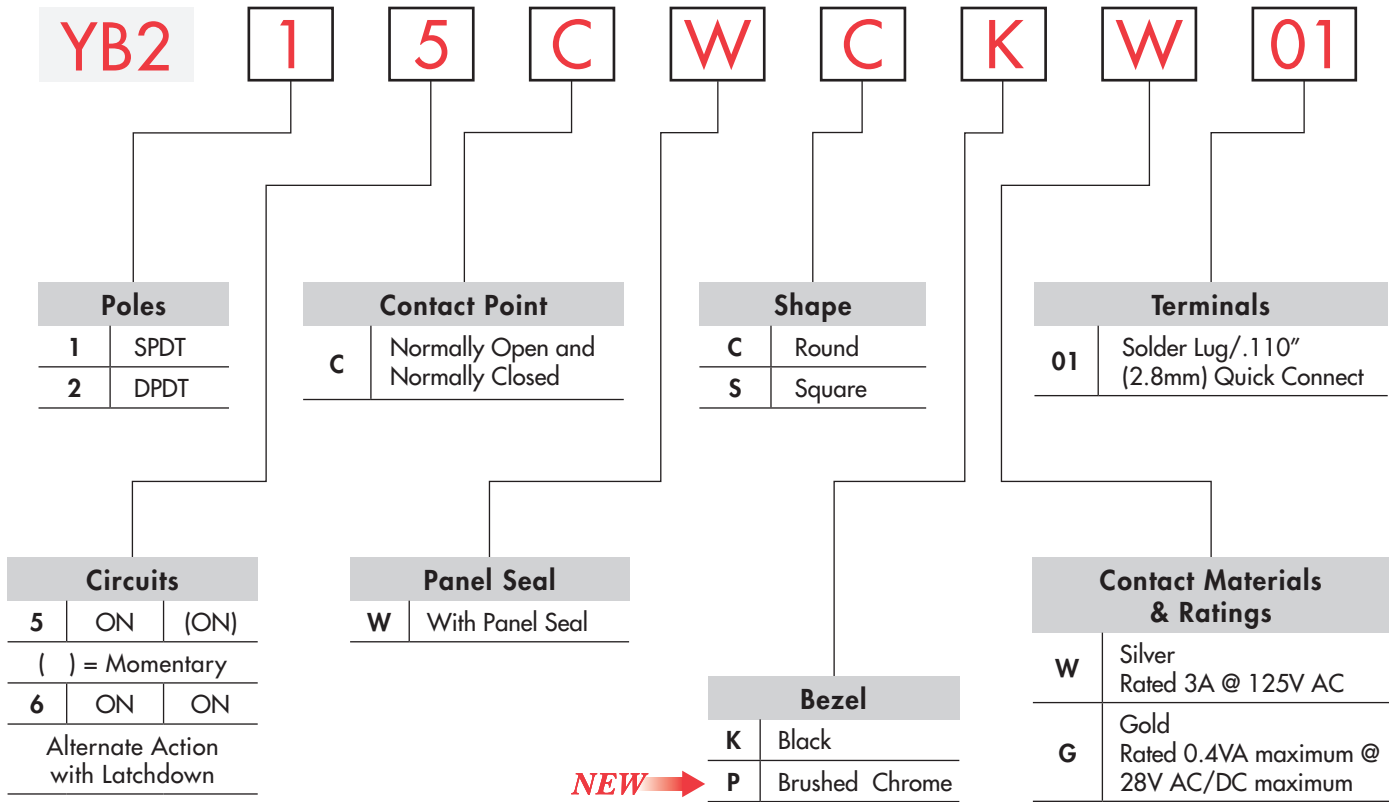 YB2 1 5 C W C K W 01
Poles
1 SPDT
2 DPDT
Contact Point
C Normally Open and
Normally Closed
Shape
C Round
S Square
Terminals
01 Solder Lug/.110”
(2.8mm) Quick Connect
Circuits
5 ON (ON)
( ) = Momentary
6 ON ON
Alternate Action
with Latchdown
Panel Seal
W With Panel Seal
Bezel
K Black
NEW P Brushed Chrome
Contact Materials
& Ratings
W Silver
Rated 3A @ 125V AC
G Gold
Rated 0.4VA maximum @
28V AC/DC maximum